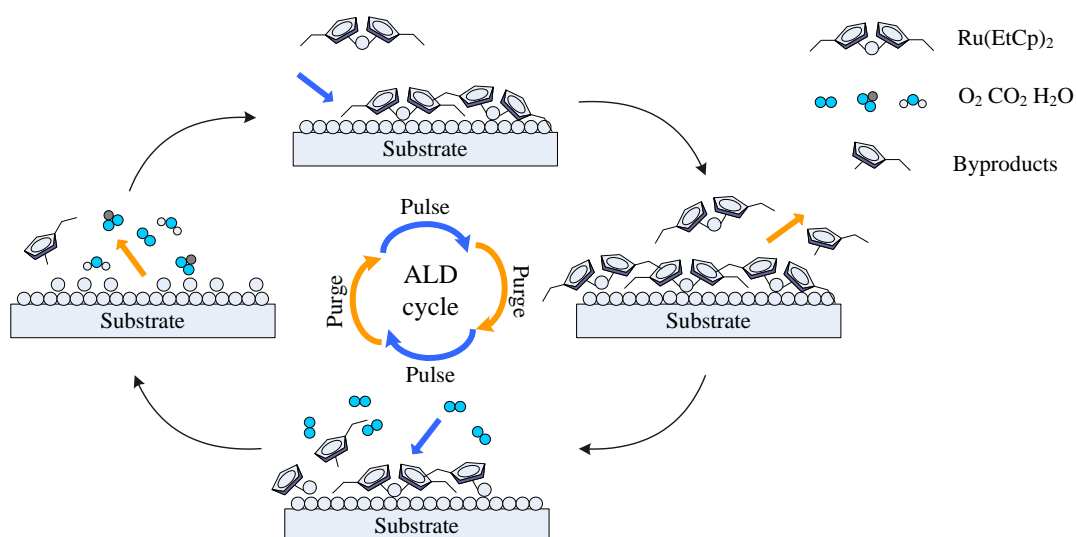 Ru(EtCp)₂
O₂ CO₂ H₂O
Substrate
Byproducts
Pulse
Purge
ALD
cycle
Purge
Substrate
Substrate
Pulse
Substrate